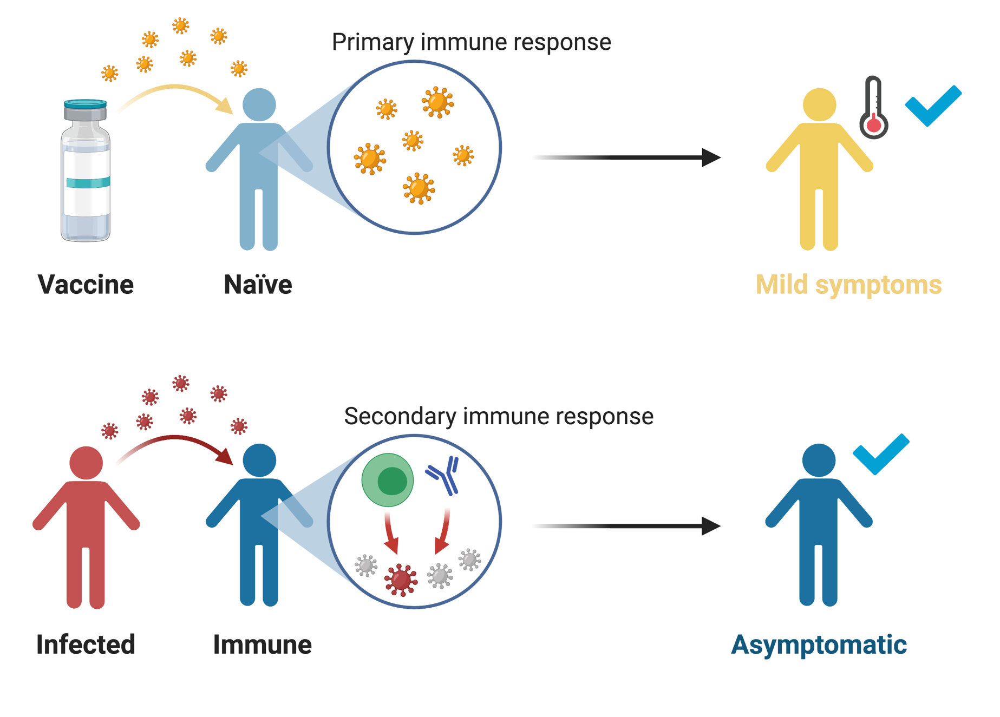 Primary immune response
Vaccine
Naïve
Mild symptoms
Secondary immune response
Infected
Immune
Asymptomatic